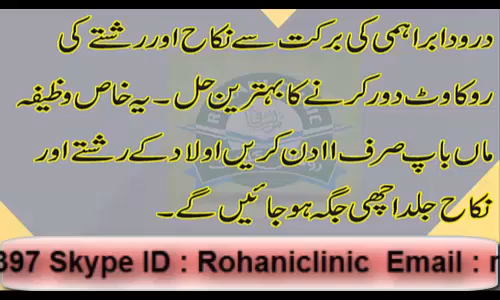 درود ابراہمی کی برکت سے نکاح اور رشتے کی
روکاوٹ دور کرنے کا بہترین حل۔ یہ خاص وظیفہ
ماں باپ صرف ۱۱ دن کریں اولاد کے رشتے اور
نکاح جلد اچھی جگہ ہو جائیں گے۔
397 Skype ID : Rohaniclinic Email :